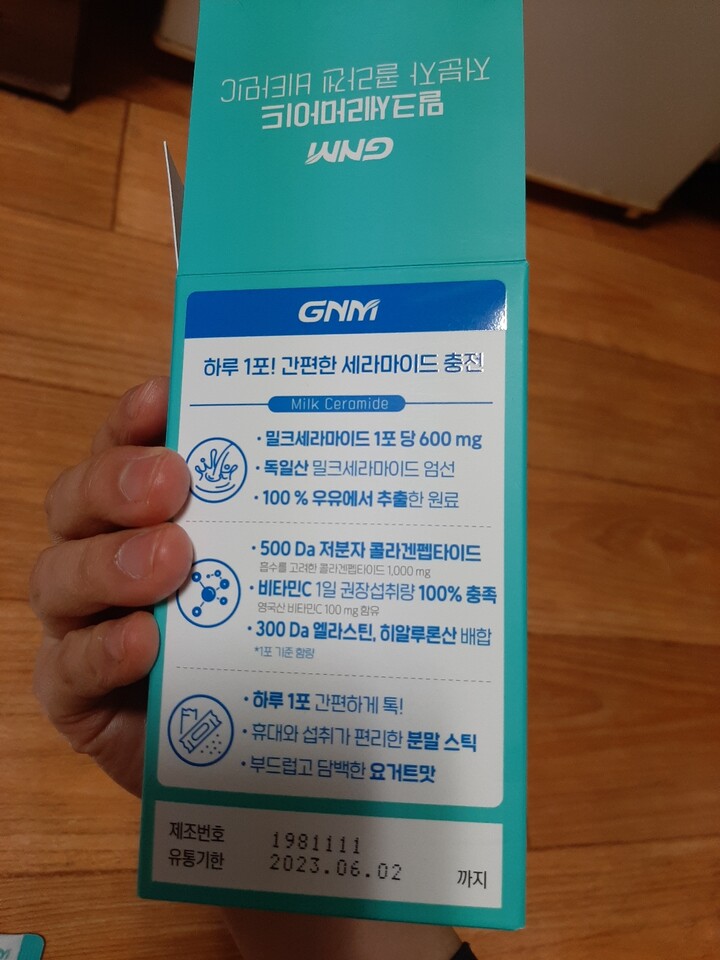 GNM
밀크세라마이드
저분자 콜라겐 비타민C
GNM
하루 1포! 간편한 세라마이드 충전
Milk Ceramide
· 밀크세라마이드 1포 당 600 mg
· 독일산 밀크세라마이드 엄선
· 100 % 우유에서 추출한 원료
· 500 Da 저분자 콜라겐펩타이드
흡수를 고려한 콜라겐펩타이드 1,000 mg
· 비타민C 1일 권장섭취량 100% 충족
영국산 비타민C 100 mg 함유
· 300 Da 엘라스틴, 히알루론산 배합
*1포 기준 함량
· 하루 1포 간편하게 톡!
· 휴대와 섭취가 편리한 분말 스틱
· 부드럽고 담백한 요거트맛
제조번호 1981111
유통기한 2023.06.02 까지